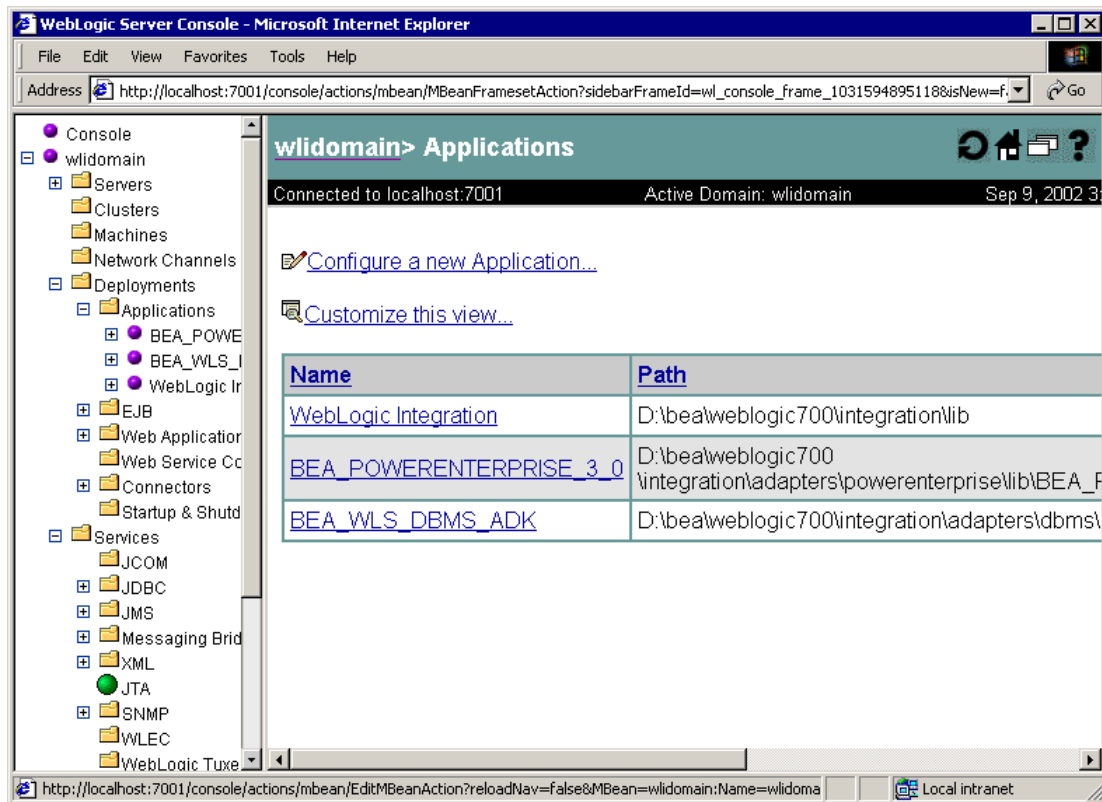 WebLogic Server Console - Microsoft Internet Explorer
File Edit View Favorites Tools Help
Address http://localhost:7001/console/actions/mbean/MBeanFramesetAction?sidebarFrameId=wl_console_frame_1031594895118&isNew=f. Go
Console
wlidomain
Servers
Clusters
Machines
Network Channels
Deployments
Applications
BEA_POWE
BEA_WLS_
WebLogic Ir
EJB
Web Application
Web Service Co
Connectors
Startup & Shutd
Services
JCOM
JDBC
JMS
Messaging Brid
XML
JTA
SNMP
WLEC
WebLogic Tuxe
wlidomain> Applications
Connected to localhost:7001 Active Domain: wlidomain Sep 9, 2002 3:
Configure a new Application...
Customize this view...
Name Path
WebLogic Integration D:\bea\weblogic700\integration\lib
BEA_POWERENTERPRISE_3_0 D:\bea\weblogic700
\integration\adapters\powerenterprise\lib\BEA_P
BEA_WLS_DBMS_ADK D:\bea\weblogic700\integration\adapters\dbms\
http://localhost:7001/console/actions/mbean/EditMBeanAction?reloadNav=false&MBean=wlidomain:Name=wlidoma Local intranet